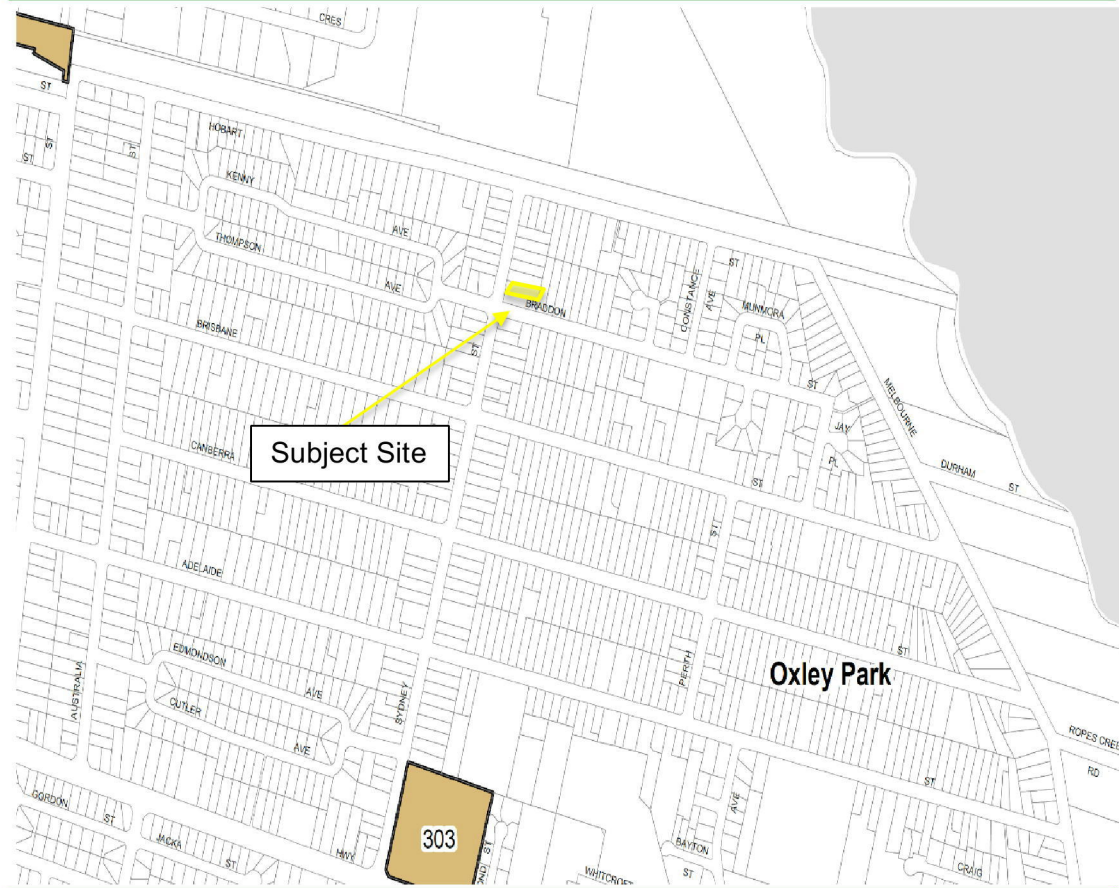 CRES
ST
HOBART
ST
ST
ST
KENNY
AVE
THOMPSON
AVE
ST
CONSTANCE
AVE
MUNMORA
PL
BRADDON
ST
BRISBANE
ST
MELBOURNE
JAY
PL
Subject Site
CANBERRA
DURHAM
ST
ST
ST
ADELAIDE
EDMONDSON
AVE
ST
PERTH
Oxley Park
AUSTRALIA
CUTLER
AVE
SYDNEY
ROPES CREEK
RD
ST
GORDON
ST
JACKA
ST
HWY
303
ST
AVE
BAYTON
ST
WHITCROFT
CRAIG